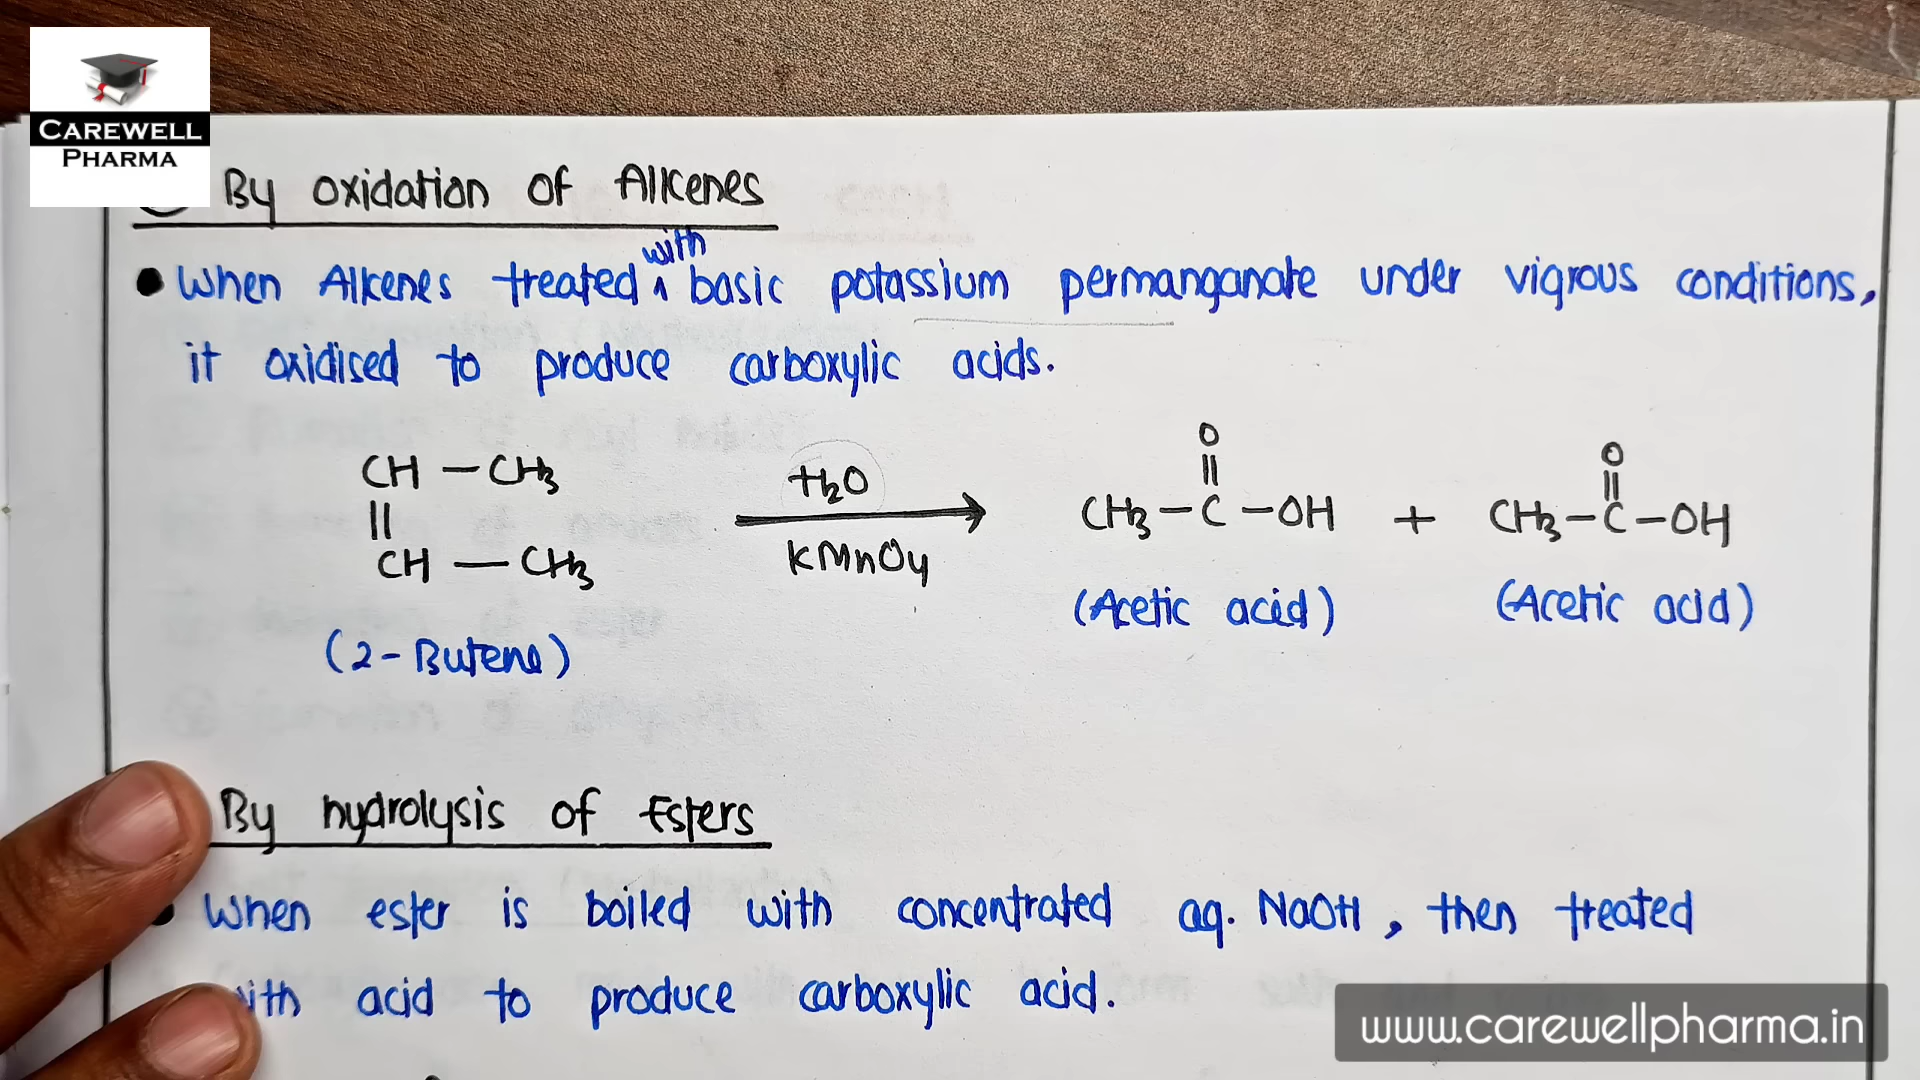 CAREWELL
PHARMA
By oxidation of Alkenes
with
• When Alkenes treated ^ basic potassium permanganate under vigrous conditions,
it oxidised to produce carboxylic acids.
O O
CH – CH3 H2O || ||
|| CH3 – C – OH + CH3 – C – OH
CH – CH3 KMnO4
(Acetic acid) (Acetic acid)
(2-Butene)
By hydrolysis of Esters
• When ester is boiled with concentrated aq. NaOH, then treated
with acid to produce carboxylic acid.
www.carewellpharma.in